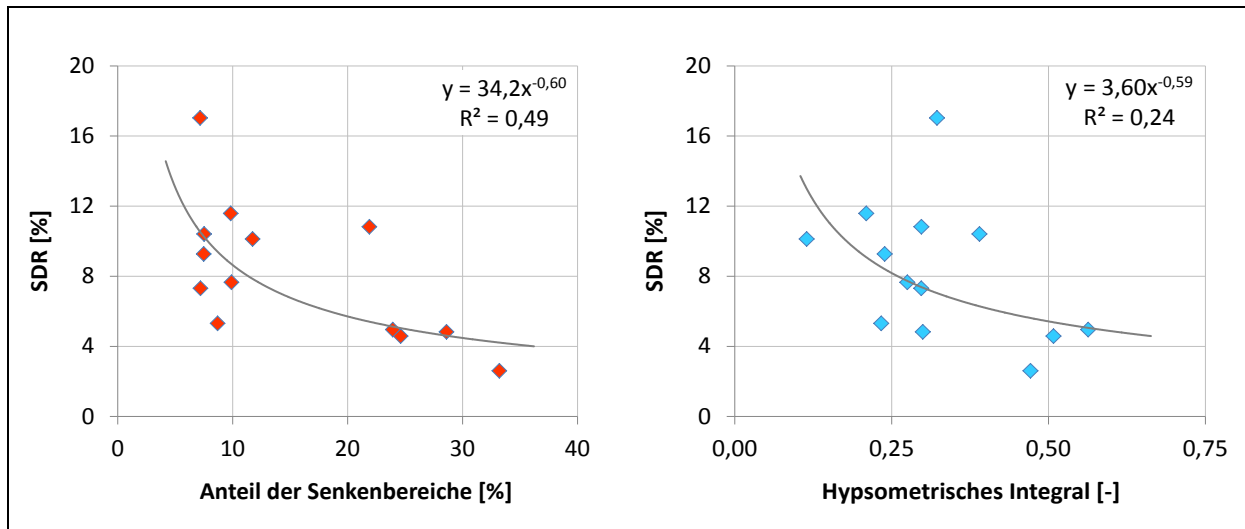 y = 34,2x^-0,60
R² = 0,49
20
16
12
8
4
0
SDR [%]
0 10 20 30 40
Anteil der Senkenbereiche [%]
y = 3,60x^-0,59
R² = 0,24
20
16
12
8
4
0
SDR [%]
0,00 0,25 0,50 0,75
Hypsometrisches Integral [-]